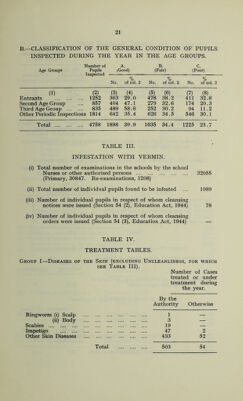 21
B.—CLASSIFICATION OF THE GENERAL CONDITION OF PUPILS
INSPECTED DURING THE YEAR IN THE AGE GROUPS.
Age Groups Number of Pupils Inspected A. (Good) B. (Fair) C. (Poor)
No. % of col. 2 No. % of col. 2 No. % of col. 2
(1) (2) (3) (4) (5) (6) (7) (8)
Entrants ... ... 1252 363 29.0 478 38.2 411 32.8
Second Age Group ... 857 404 47.1 279 32.6 174 20.3
Third Age Group ... 835 489 58.6 252 30.2 94 11.2
Other Periodic Inspections 1814 642 35.4 626 34.5 546 30.1
Total ... ... 4758 1898 39.9 1635 34.4 1225 25.7
TABLE III.
INFESTATION WITH VERMIN.
(i) Total number of examinations in the schools by the school
Nurses or other authorised persons ... ... ... 32055
(Primary, 30847. Re-examinations, 1208)
(ii) Total number of individual pupils found to be infested ... 1089
(iii) Number of individual pupils in respect of whom cleansing
notices were issued (Section 54 (2), Education Act, 1944) 78
(iv) Number of individual pupils in respect of whom cleansing
orders were issued (Section 54 (3), Education Act, 1944) —
TABLE IV.
TREATMENT TABLES.
Group I—Diseases of the Skin (excluding Uncleanliness, for which
see Table III).
Number of Cases
treated or under
treatment during
the year.
By the Authority Otherwise
Ringworm (i) Scalp ... ... ... ... ... 1 —
(ii) Body ... ... ... ... ... 3 —
Scabies ... ... ... ... ... ... ... 19 —
Impetigo ... ... ... ... ... ... 47 2
Other Skin Diseases ... ... ... ... ... 433 82
Total ... ... ... 503 84